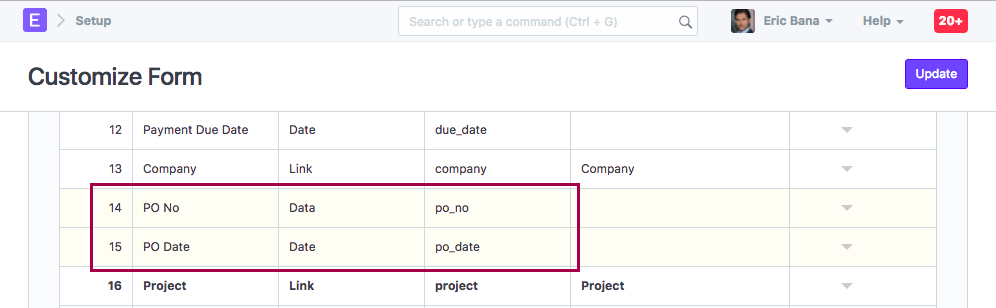 E Setup Search or type a command (Ctrl + G) Eric Bana Help 20+
Customize Form Update
12 Payment Due Date Date due_date
13 Company Link company Company
14 PO No Data po_no
15 PO Date Date po_date
16 Project Link project Project